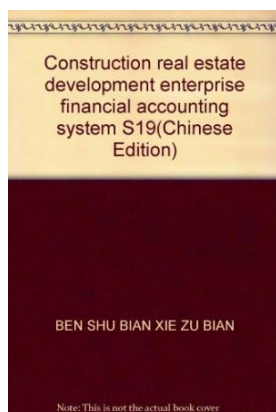 Construction real estate
development enterprise
financial accounting
system S19(Chinese
Edition)
BEN SHU BIAN XIE ZU BIAN
Note: This is not the actual book cover